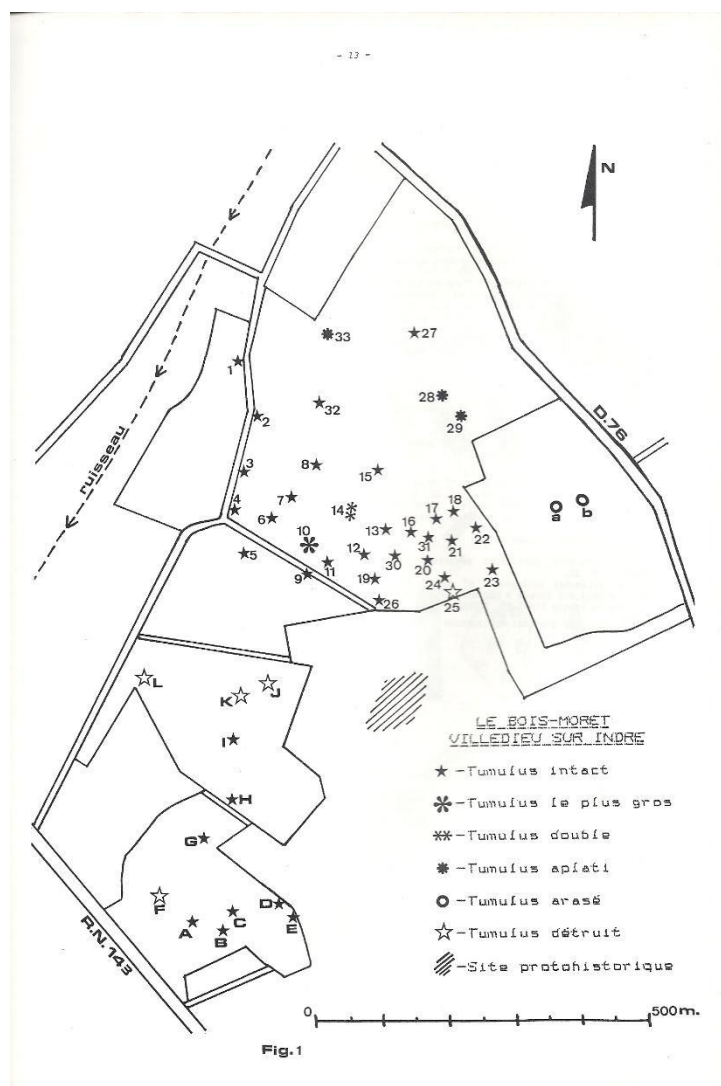 - 13 -
N
33
27
1
28
32
29
2
D.76
ruisseau
3
8
15
4
7
14
18
17
a
b
6
10
13
16
22
5
12
31
21
11
30
20
9
19
24
23
26
25
L
K
J
I
LE BOIS-MORET
VILLEDIEU SUR INDRE
-Tumulus intact
H
-Tumulus le plus gros
G
-Tumulus double
-Tumulus aplati
F
D
-Tumulus arasé
A
B
C
E
-Tumulus détruit
R.N.143
-Site protohistorique
0
500m.
Fig.1